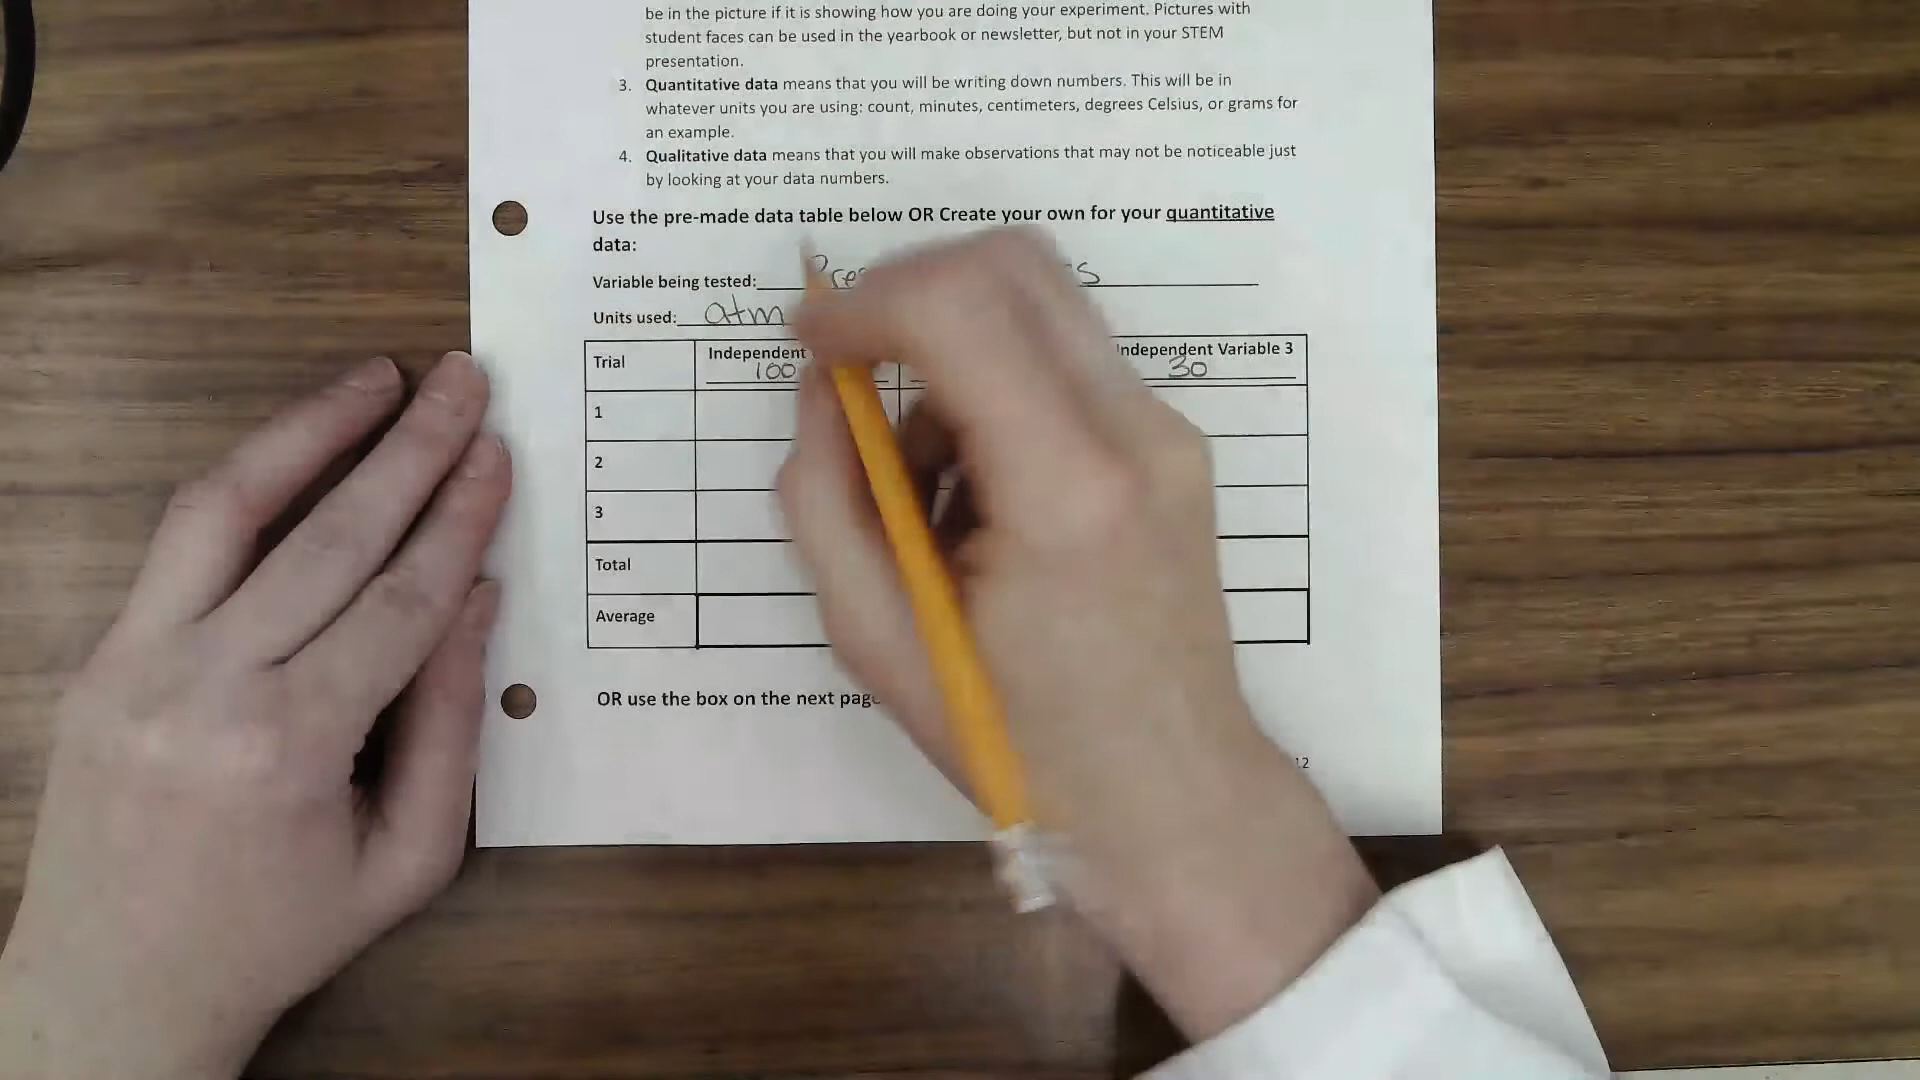 be in the picture if it is showing how you are doing your experiment. Pictures with
student faces can be used in the yearbook or newsletter, but not in your STEM
presentation.
3. Quantitative data means that you will be writing down numbers. This will be in
whatever units you are using: count, minutes, centimeters, degrees Celsius, or grams for
an example.
4. Qualitative data means that you will make observations that may not be noticeable just
by looking at your data numbers.
Use the pre-made data table below OR Create your own for your quantitative
data:
Variable being tested:
Units used: atm
Trial Independent Independent Variable 3
100 30
1
2
3
Total
Average
OR use the box on the next page
12